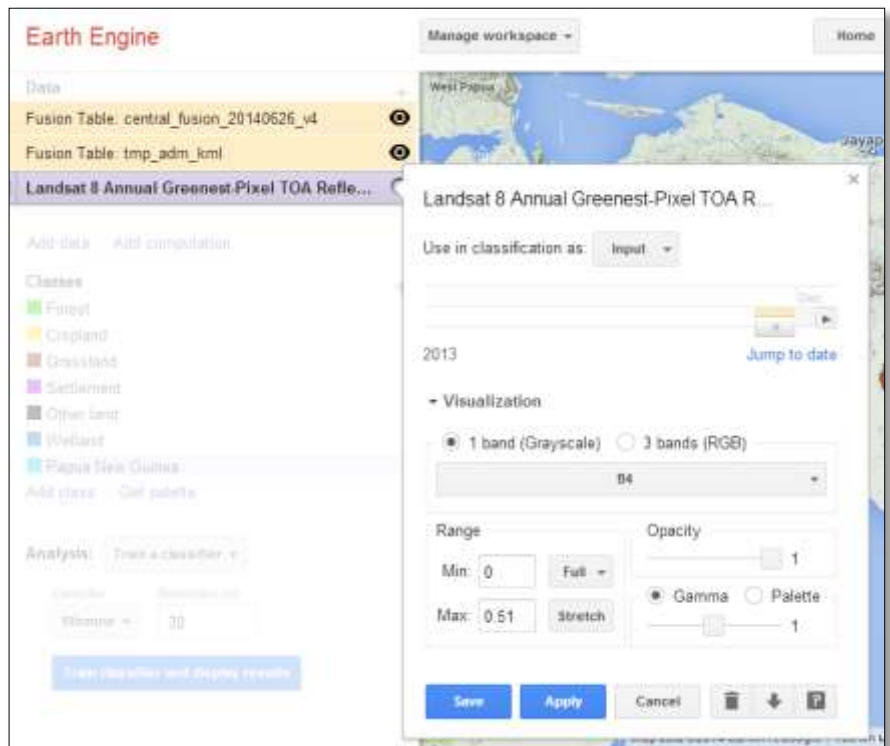 Earth Engine
Manage workspace
Home
Data
Fusion Table: central_fusion_20140626_v4
Fusion Table: tmp_adm_kml
Landsat 8 Annual Greenest-Pixel TOA Refle...
Add data Add computation
Classes
Forest
Cropland
Grassland
Settlement
Other land
Wetland
Papua New Guinea
Add class Get palette
Analysis: Train a classifier
30
Train classifier and display results
West Papua
Jayap
Landsat 8 Annual Greenest-Pixel TOA R...
Use in classification as: Input
Dec
2013
Jump to date
Visualization
1 band (Grayscale) 3 bands (RGB)
B4
Range
Min: 0 Full
Max: 0.51 Stretch
Opacity
1
Gamma Palette
1
Save Apply Cancel